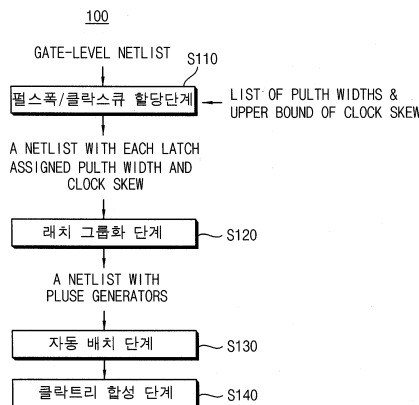 100
GATE-LEVEL NETLIST
S110
펄스폭/클락스큐 할당단계
LIST OF PULTH WIDTHS &
UPPER BOUND OF CLOCK SKEW
A NETLIST WITH EACH LATCH
ASSIGNED PULTH WIDTH AND
CLOCK SKEW
래치 그룹화 단계
S120
A NETLIST WITH
PLUSE GENERATORS
자동 배치 단계
S130
클락트리 합성 단계
S140